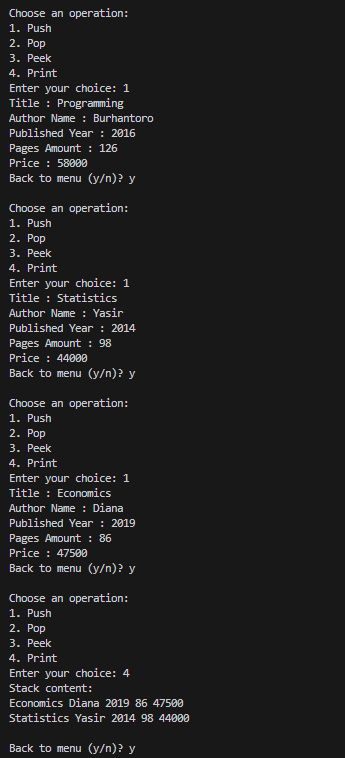 Choose an operation:
1. Push
2. Pop
3. Peek
4. Print
Enter your choice: 1
Title : Programming
Author Name : Burhantoro
Published Year : 2016
Pages Amount : 126
Price : 58000
Back to menu (y/n)? y
Choose an operation:
1. Push
2. Pop
3. Peek
4. Print
Enter your choice: 1
Title : Statistics
Author Name : Yasir
Published Year : 2014
Pages Amount : 98
Price : 44000
Back to menu (y/n)? y
Choose an operation:
1. Push
2. Pop
3. Peek
4. Print
Enter your choice: 1
Title : Economics
Author Name : Diana
Published Year : 2019
Pages Amount : 86
Price : 47500
Back to menu (y/n)? y
Choose an operation:
1. Push
2. Pop
3. Peek
4. Print
Enter your choice: 4
Stack content:
Economics Diana 2019 86 47500
Statistics Yasir 2014 98 44000
Back to menu (y/n)? y